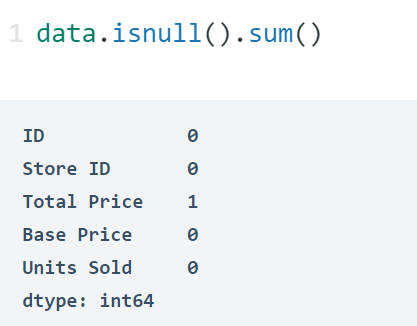 1 data.isnull().sum()
ID 0
Store ID 0
Total Price 1
Base Price 0
Units Sold 0
dtype: int64